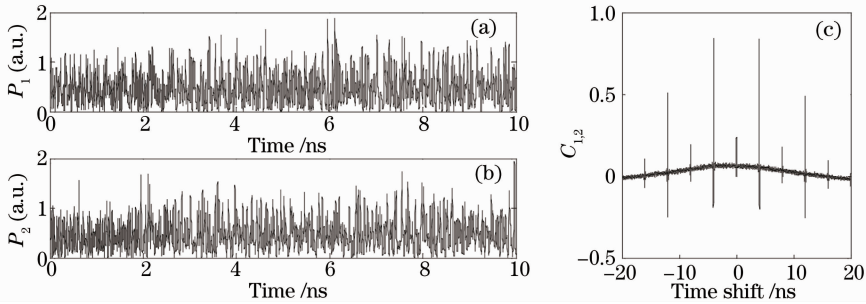 (a)
P1 (a.u.)
2
1
0
0 2 4 6 8 10
Time /ns
(b)
P2 (a.u.)
2
1
0
0 2 4 6 8 10
Time /ns
(c)
C1,2
1.0
0.5
0
−0.5
−20 −10 0 10 20
Time shift /ns